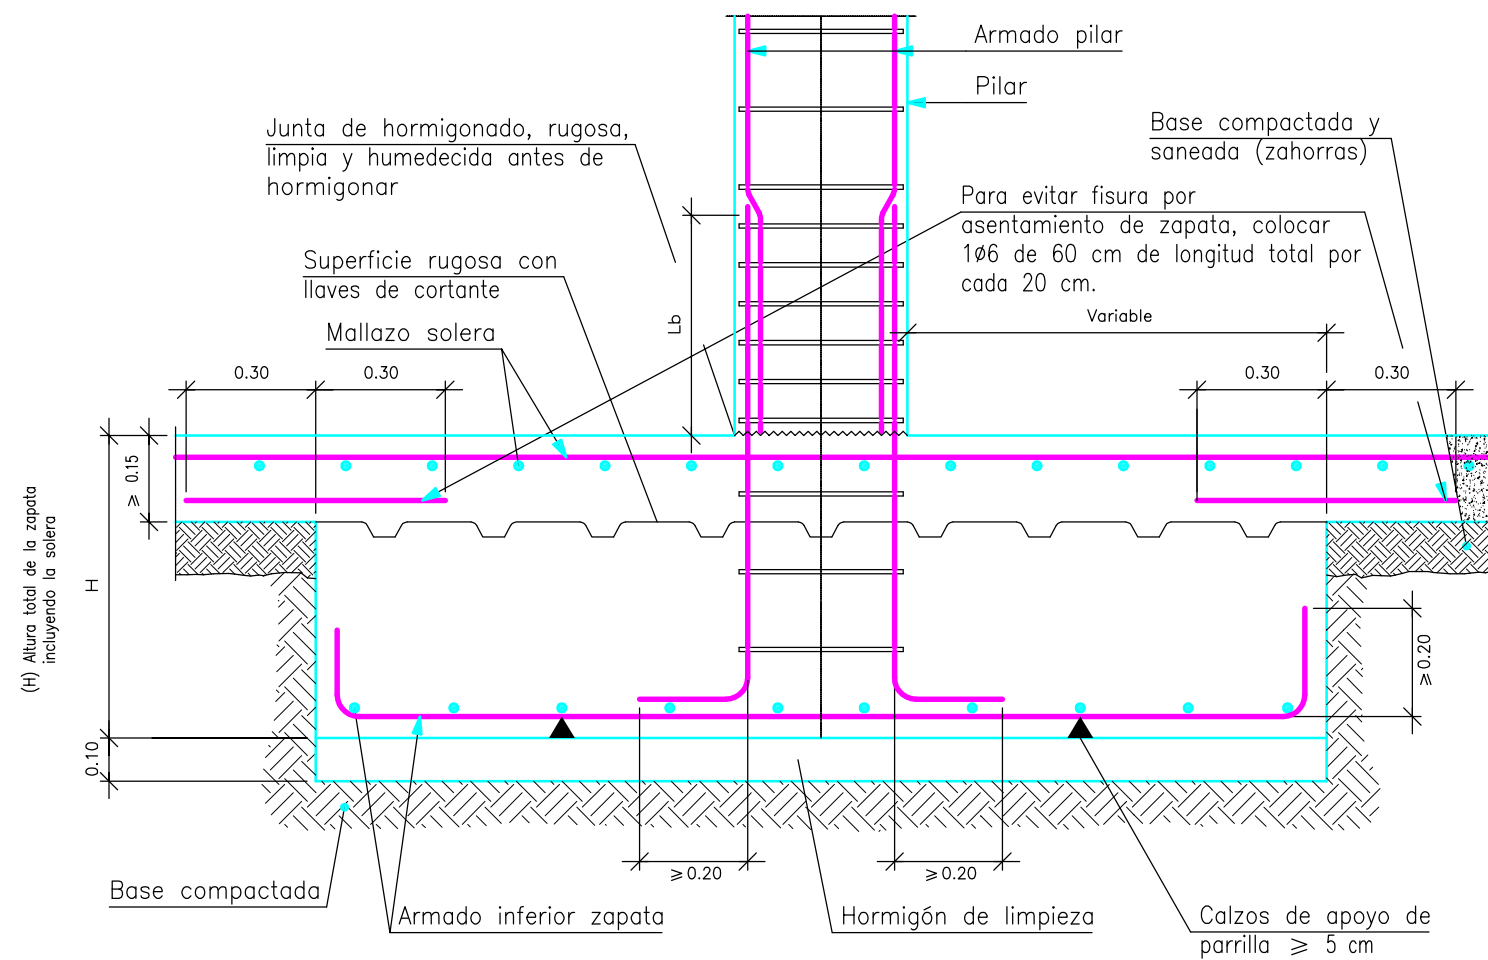 Armado pilar
Pilar
Junta de hormigonado, rugosa,
limpia y humedecida antes de
hormigonar
Base compactada y
saneada (zahorras)
Para evitar fisura por
asentamiento de zapata, colocar
1ø6 de 60 cm de longitud total por
cada 20 cm.
Superficie rugosa con
llaves de cortante
Mallazo solera
Lb
Variable
0.30
0.30
0.30
0.30
≥ 0.15
H
(H) Altura total de la zapata
incluyendo la solera
≥0.20
0.10
≥0.20
≥0.20
Base compactada
Armado inferior zapata
Hormigón de limpieza
Calzos de apoyo de
parrilla ≥ 5 cm